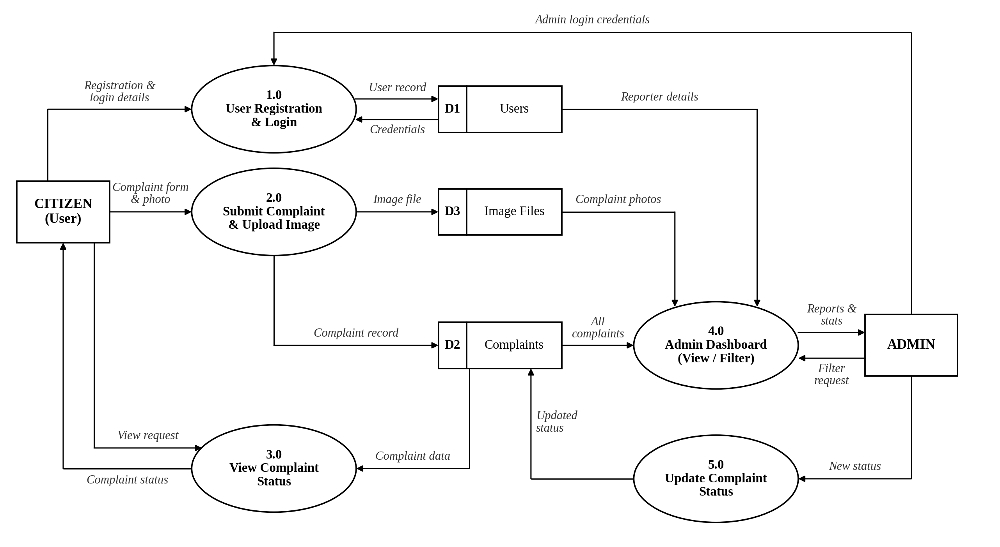 Admin login credentials
Registration &
login details
1.0
User Registration
& Login
User record
Credentials
D1
Users
Reporter details
CITIZEN
(User)
Complaint form
& photo
2.0
Submit Complaint
& Upload Image
Image file
D3
Image Files
Complaint photos
Complaint record
D2
Complaints
All
complaints
4.0
Admin Dashboard
(View / Filter)
Reports &
stats
Filter
request
ADMIN
Updated
status
View request
Complaint status
3.0
View Complaint
Status
Complaint data
5.0
Update Complaint
Status
New status